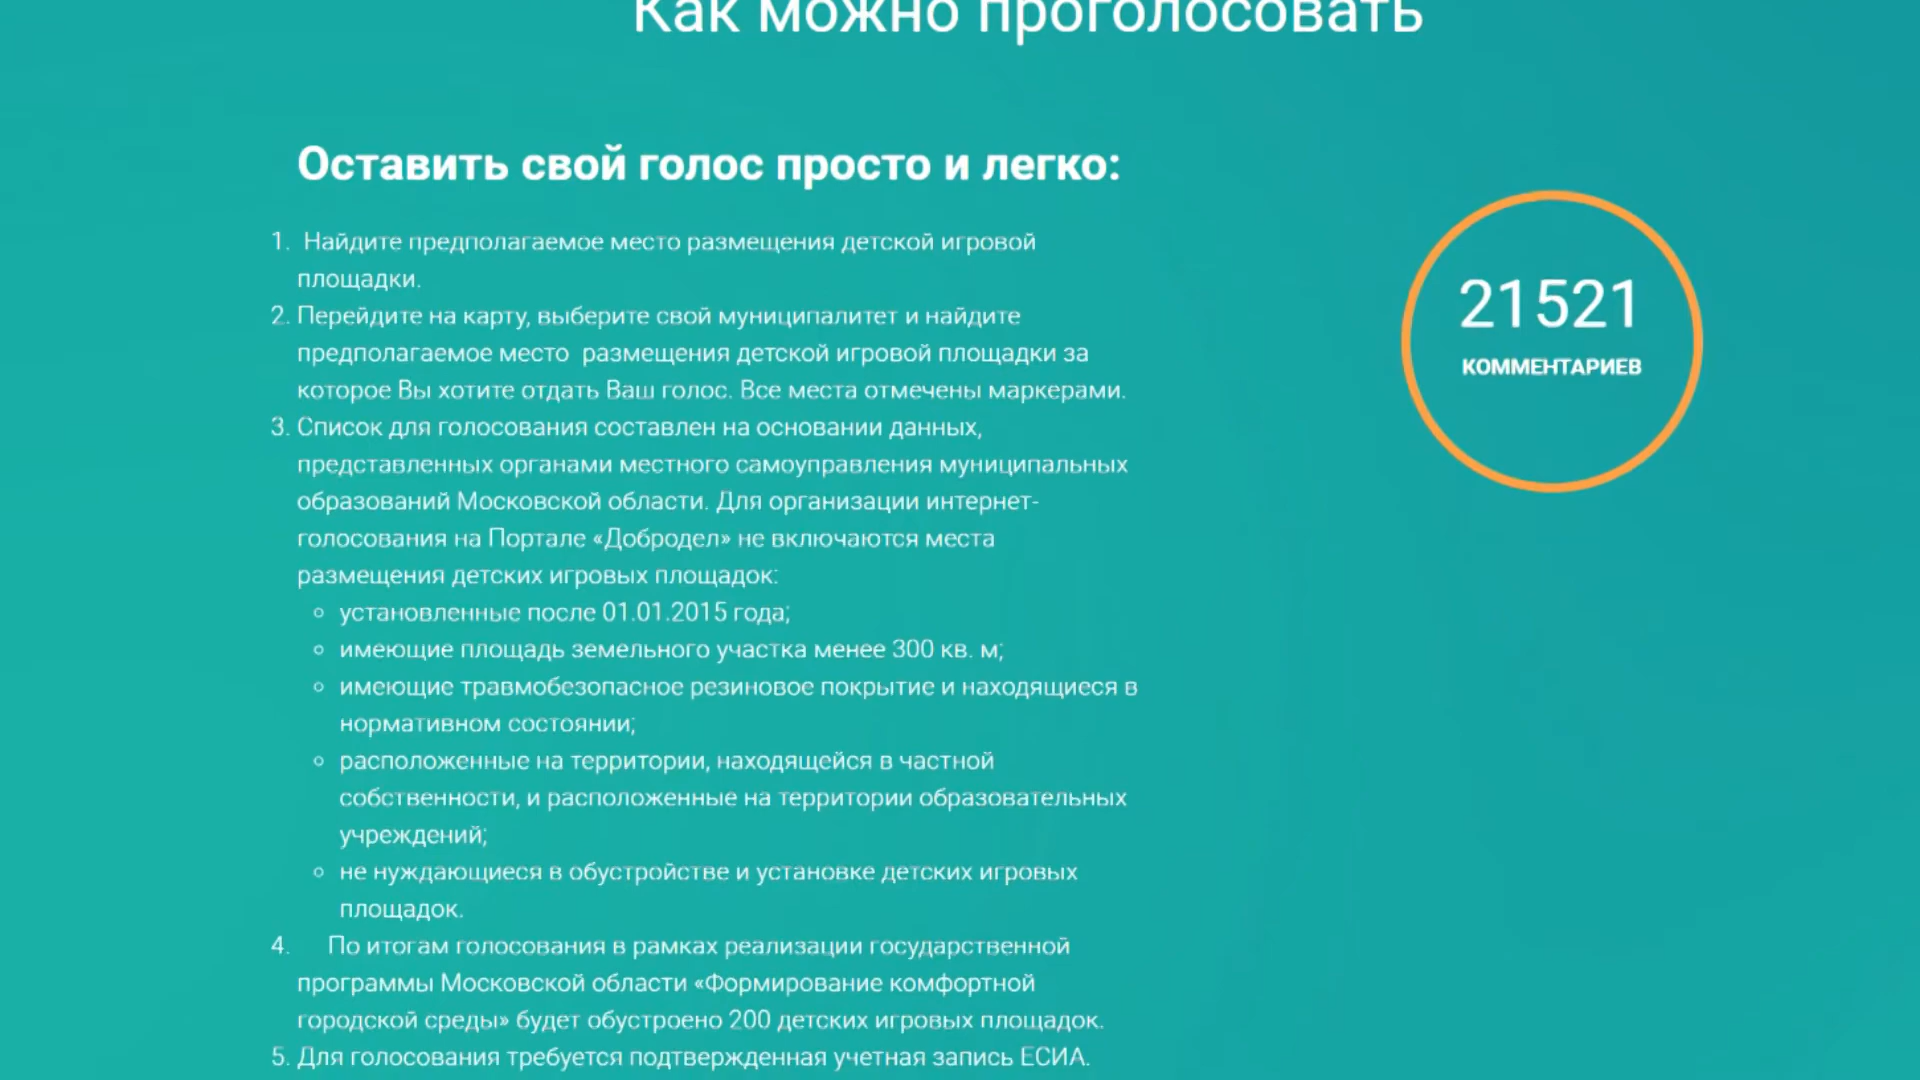 Как можно проголосовать
Оставить свой голос просто и легко:
1. Найдите предполагаемое место размещения детской игровой
площадки.
2. Перейдите на карту, выберите свой муниципалитет и найдите
предполагаемое место размещения детской игровой площадки за
которое Вы хотите отдать Ваш голос. Все места отмечены маркерами.
3. Список для голосования составлен на основании данных,
представленных органами местного самоуправления муниципальных
образований Московской области. Для организации интернет-
голосования на Портале «Добродел» не включаются места
размещения детских игровых площадок:
◦ установленные после 01.01.2015 года;
◦ имеющие площадь земельного участка менее 300 кв. м;
◦ имеющие травмобезопасное резиновое покрытие и находящиеся в
нормативном состоянии;
◦ расположенные на территории, находящейся в частной
собственности, и расположенные на территории образовательных
учреждений;
◦ не нуждающиеся в обустройстве и установке детских игровых
площадок.
4. По итогам голосования в рамках реализации государственной
программы Московской области «Формирование комфортной
городской среды» будет обустроено 200 детских игровых площадок.
5. Для голосования требуется подтвержденная учетная запись ЕСИА.
21521
КОММЕНТАРИЕВ